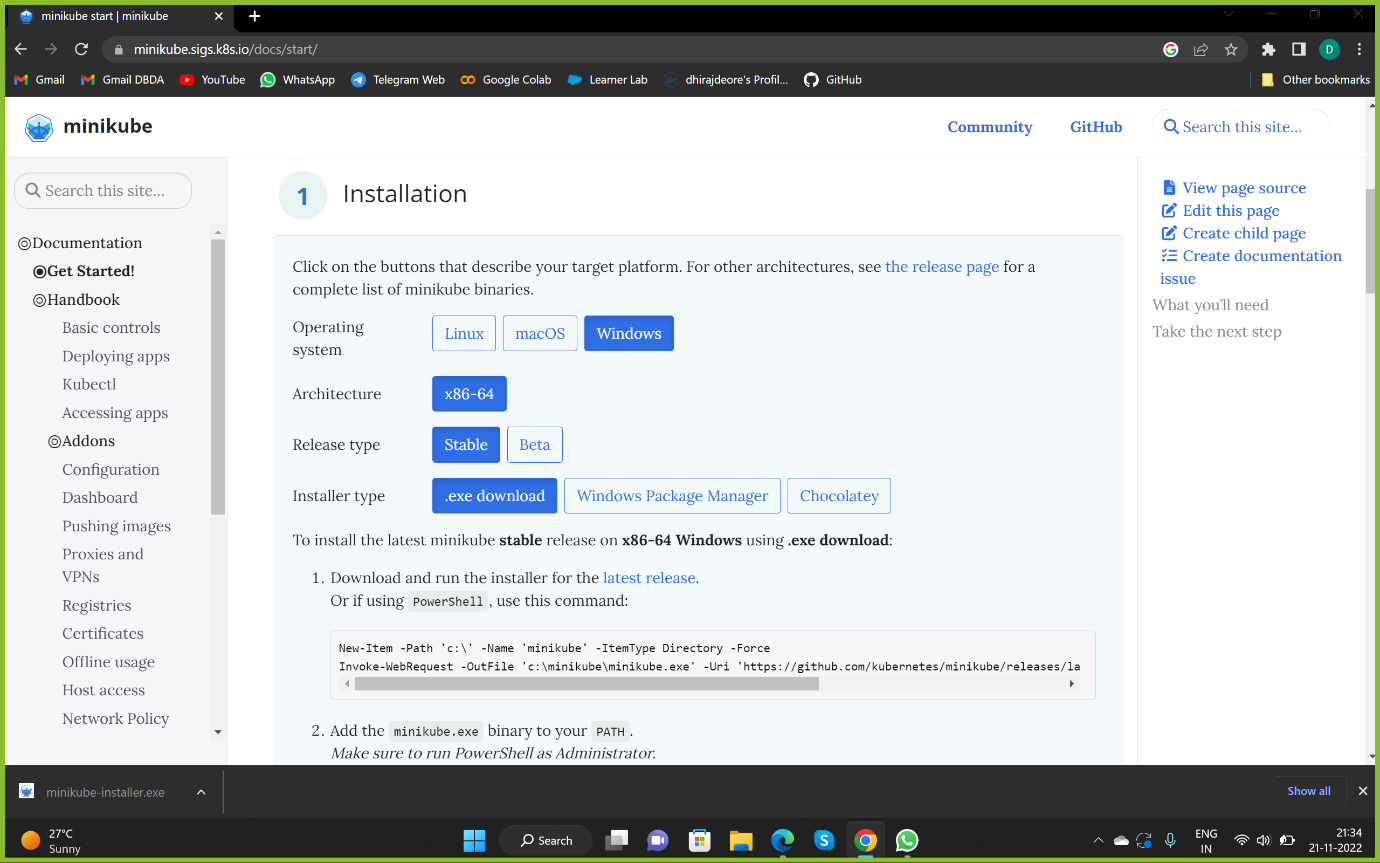 minikube start | minikube
minikube.sigs.k8s.io/docs/start/
D
Gmail
Gmail DBDA
YouTube
WhatsApp
Telegram Web
Google Colab
Learner Lab
dhirajdeore's Profil...
GitHub
Other bookmarks
minikube
Community
GitHub
Search this site...
Search this site...
Documentation
Get Started!
Handbook
Basic controls
Deploying apps
Kubectl
Accessing apps
Addons
Configuration
Dashboard
Pushing images
Proxies and
VPNs
Registries
Certificates
Offline usage
Host access
Network Policy
1
Installation
Click on the buttons that describe your target platform. For other architectures, see the release page for a
complete list of minikube binaries.
Operating
system
Linux
macOS
Windows
Architecture
x86-64
Release type
Stable
Beta
Installer type
.exe download
Windows Package Manager
Chocolatey
To install the latest minikube stable release on x86-64 Windows using .exe download:
1. Download and run the installer for the latest release.
Or if using PowerShell, use this command:
New-Item -Path 'c:\' -Name 'minikube' -ItemType Directory -Force
Invoke-WebRequest -OutFile 'c:\minikube\minikube.exe' -Uri 'https://github.com/kubernetes/minikube/releases/la
2. Add the minikube.exe binary to your PATH.
Make sure to run PowerShell as Administrator.
View page source
Edit this page
Create child page
Create documentation
issue
What you'll need
Take the next step
minikube-installer.exe
Show all
27°C
Sunny
Search
ENG
IN
21:34
21-11-2022